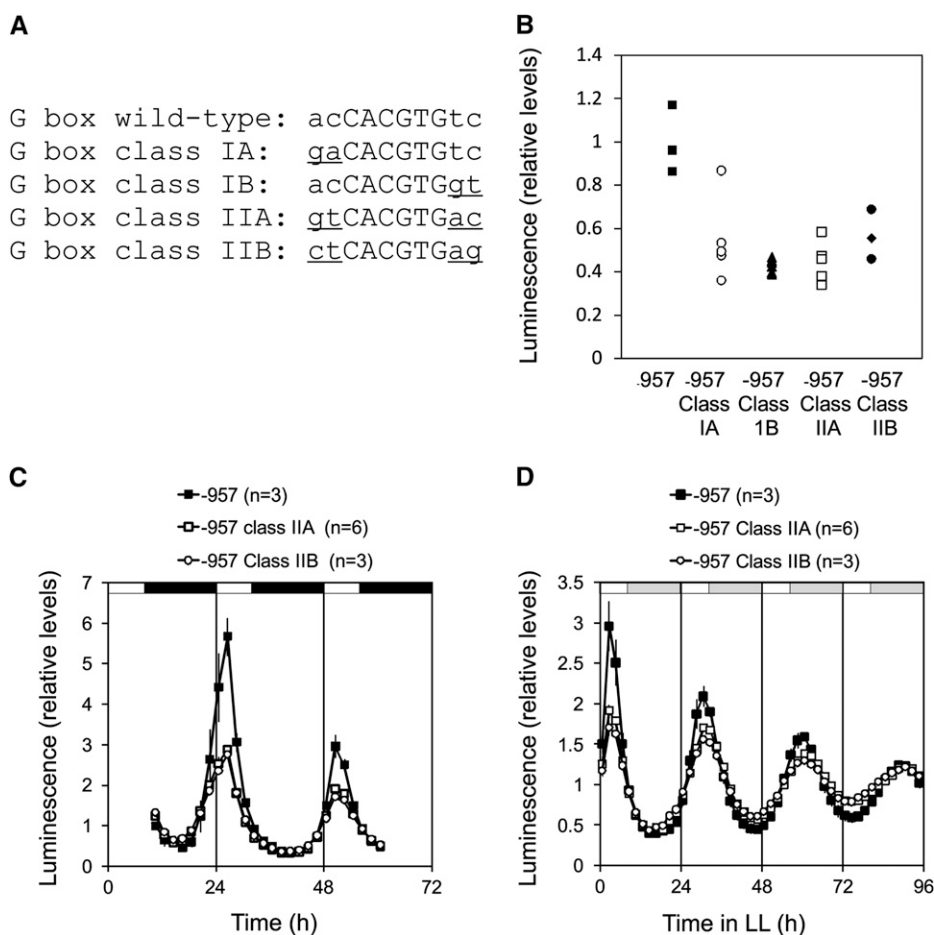 A
G box wild-type: acCACGTGtc
G box class IA: gaCACGTGtc
G box class IB: acCACGTGgt
G box class IIA: gtCACGTGac
G box class IIB: ctCACGTGag
B
Luminescence (relative levels)
1.4
1.2
1
0.8
0.6
0.4
0.2
0
-957 -957 -957 -957 -957
Class Class Class Class
IA 1B IIA IIB
C
-957 (n=3)
-957 class IIA (n=6)
-957 Class IIB (n=3)
Luminescence (relative levels)
7
6
5
4
3
2
1
0
0 24 48 72
Time (h)
D
-957 (n=3)
-957 Class IIA (n=6)
-957 Class IIB (n=3)
Luminescence (relative levels)
3.5
3
2.5
2
1.5
1
0.5
0
0 24 48 72 96
Time in LL (h)